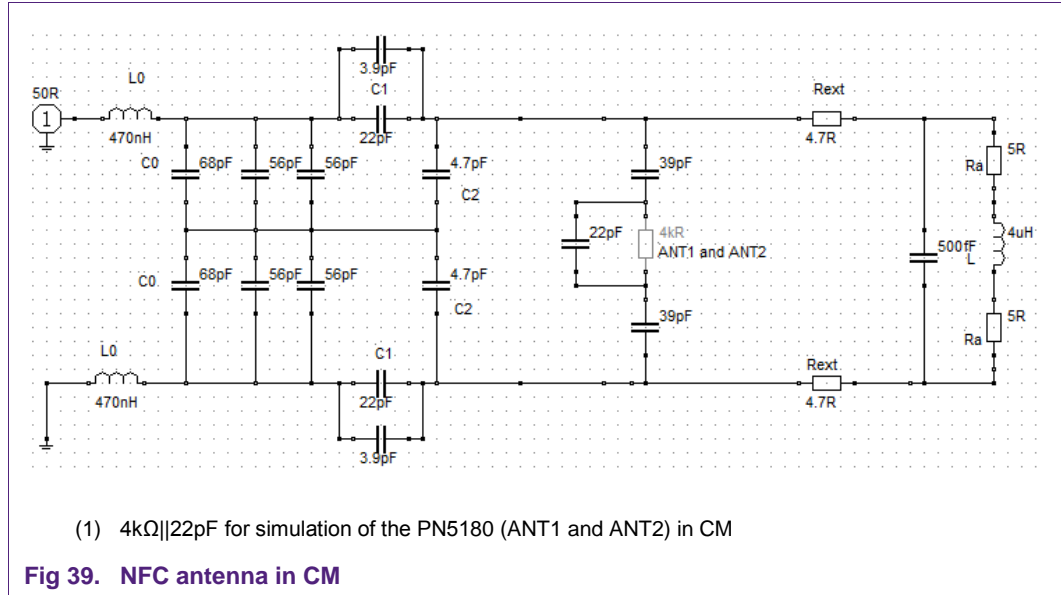 3.9pF
L0
C1
Rext
50R
1
470nH
22pF
4.7R
C0
68pF
56pF
56pF
4.7pF
39pF
5R
Ra
C2
22pF
4kR
4uH
ANT1 and ANT2
500fF
L
C0
68pF
56pF
56pF
4.7pF
C2
39pF
5R
Ra
L0
C1
Rext
470nH
22pF
4.7R
3.9pF
(1) 4kΩ||22pF for simulation of the PN5180 (ANT1 and ANT2) in CM
Fig 39. NFC antenna in CM